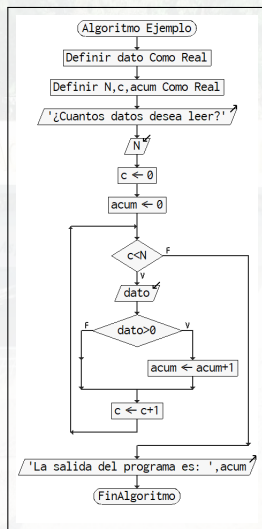 Algoritmo Ejemplo
Definir dato Como Real
Definir N,c,acum Como Real
'¿Cuantos datos desea leer?'
N
c ← 0
acum ← 0
c<N
F
V
dato
dato>0
F
V
acum ← acum+1
c ← c+1
'La salida del programa es: ',acum
FinAlgoritmo